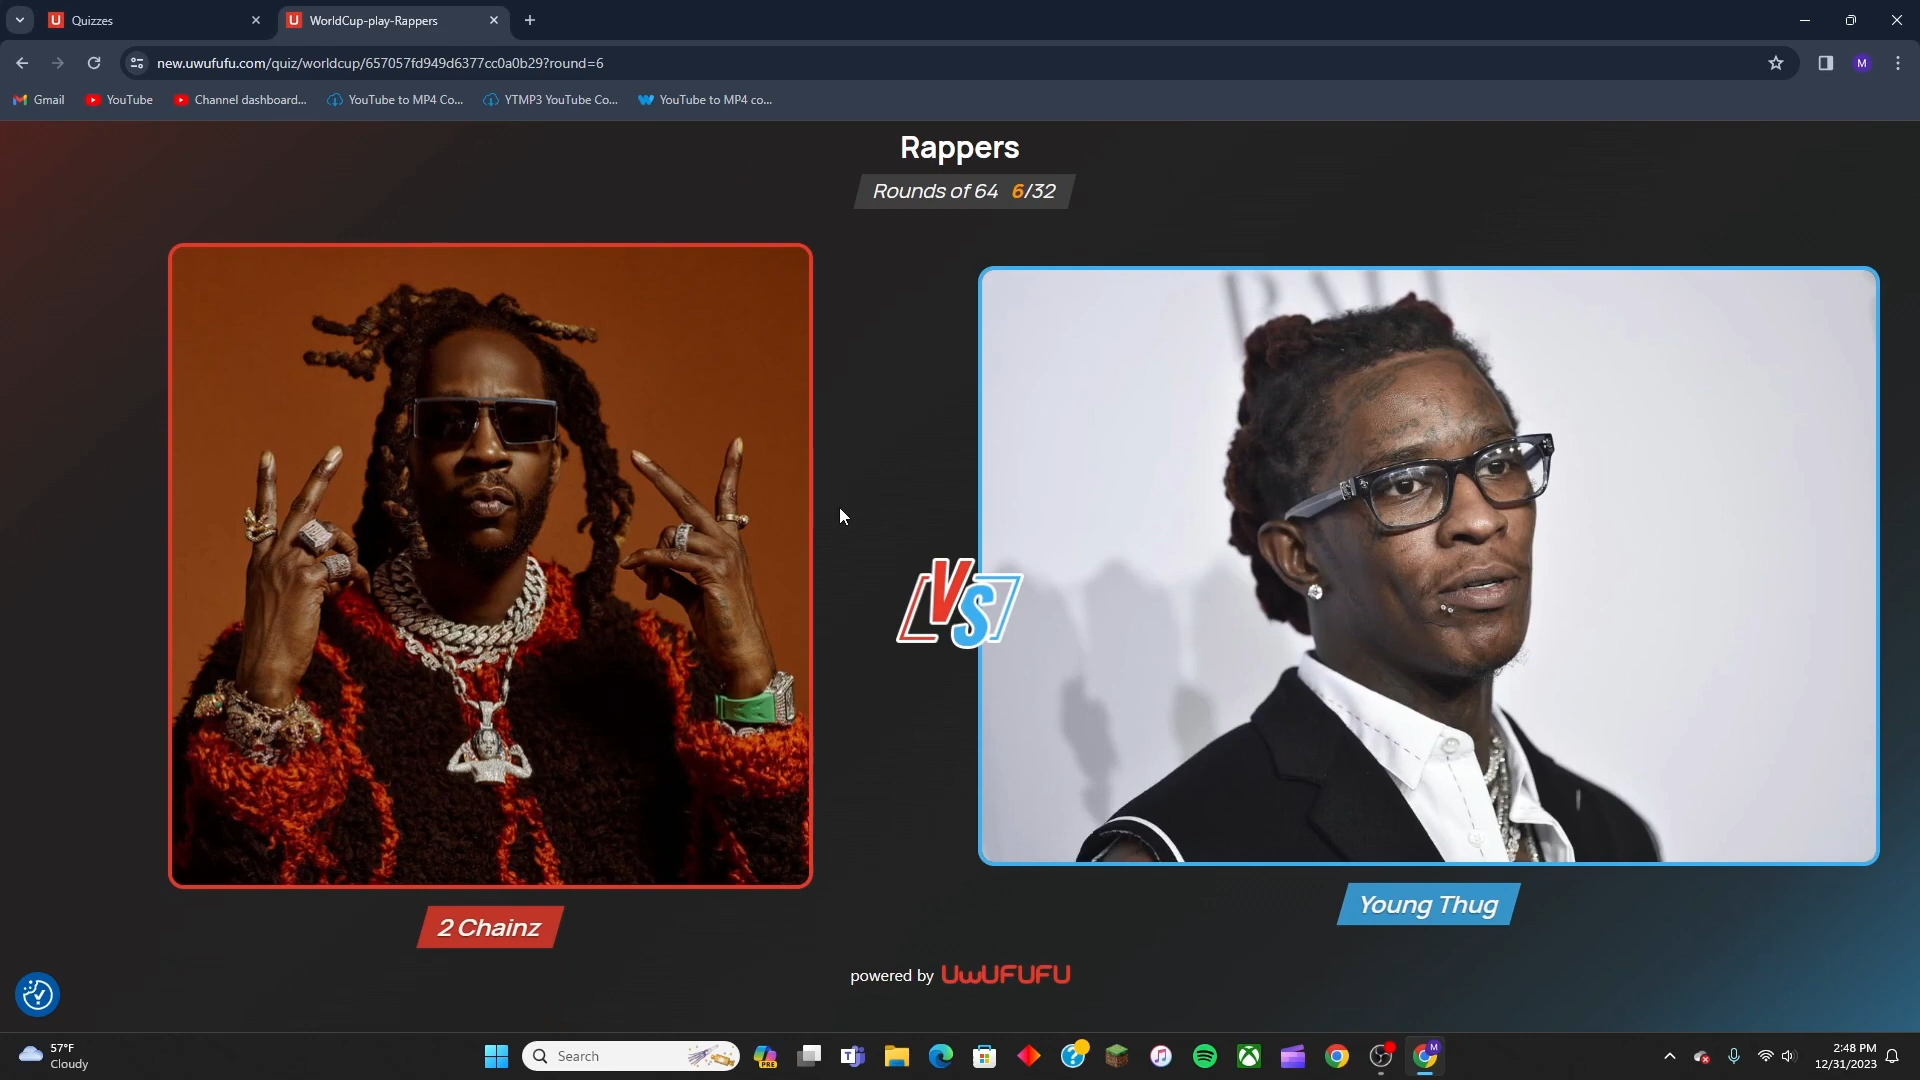 Quizzes
WorldCup-play-Rappers
new.uwufufu.com/quiz/worldcup/657057fd949d6377cc0a0b29?round=6
M
Gmail
YouTube
Channel dashboard...
YouTube to MP4 Co...
YTMP3 YouTube Co...
YouTube to MP4 co...
Rappers
Rounds of 64 6/32
VS
2 Chainz
Young Thug
powered by UwUFUFU
57°F
Cloudy
Search
PRE
M
2:48 PM
12/31/2023